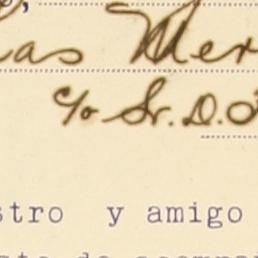 as Mer
c/o Sr. D. O
stro y amigo